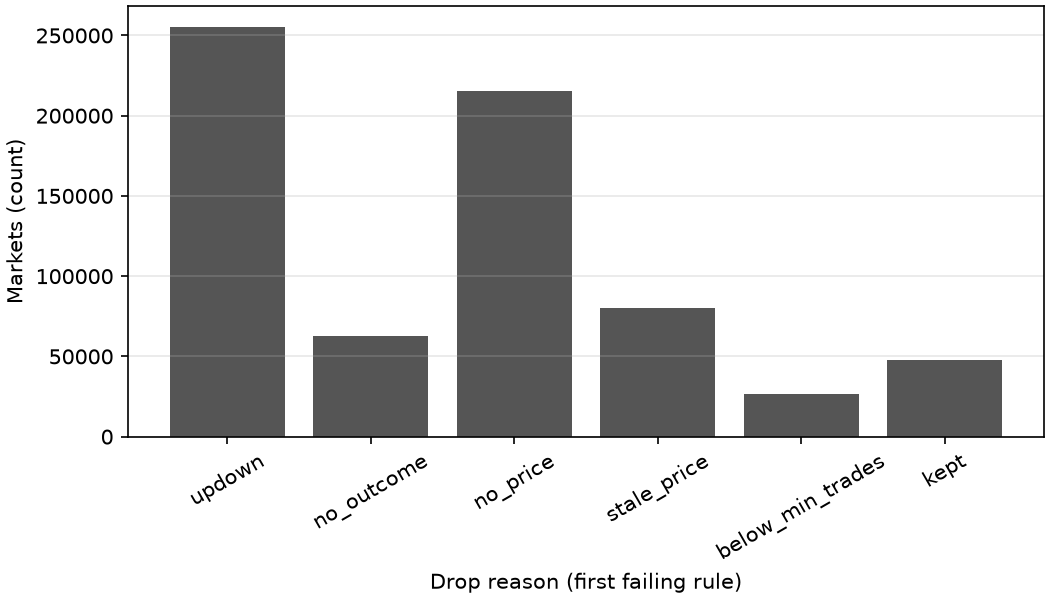 Markets (count)
250000
200000
150000
100000
50000
0
updown
no_outcome
no_price
stale_price
below_min_trades
kept
Drop reason (first failing rule)